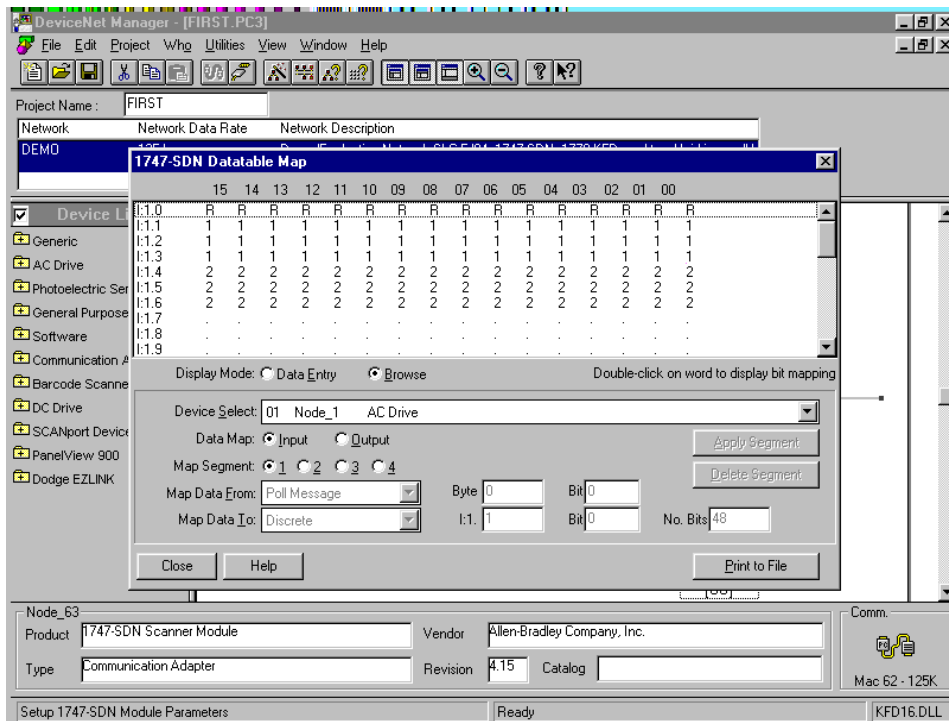 DeviceNet Manager - [FIRST.PC3]
File Edit Project Who Utilities View Window Help
Project Name : FIRST
Network Network Data Rate Network Description
DEMO
1747-SDN Datatable Map
15 14 13 12 11 10 09 08 07 06 05 04 03 02 01 00
I:1.0 R R R R R R R R R R R R R R R R
I:1.1 1 1 1 1 1 1 1 1 1 1 1 1 1 1 1 1
I:1.2 1 1 1 1 1 1 1 1 1 1 1 1 1 1 1 1
I:1.3 1 1 1 1 1 1 1 1 1 1 1 1 1 1 1 1
I:1.4 2 2 2 2 2 2 2 2 2 2 2 2 2 2 2 2
I:1.5 2 2 2 2 2 2 2 2 2 2 2 2 2 2 2 2
I:1.6 2 2 2 2 2 2 2 2 2 2 2 2 2 2 2 2
I:1.7 . . . . . . . . . . . . . . . .
I:1.8 . . . . . . . . . . . . . . . .
I:1.9 . . . . . . . . . . . . . . . .
Device Li
Generic
AC Drive
Photoelectric Ser
General Purpose
Software
Communication A
Barcode Scanne
DC Drive
SCANport Device
PanelView 900
Dodge EZLINK
Display Mode: Data Entry Browse Double-click on word to display bit mapping
Device Select: 01 Node_1 AC Drive
Data Map: Input Output Apply Segment
Map Segment: 1 2 3 4 Delete Segment
Map Data From: Poll Message Byte 0 Bit 0
Map Data To: Discrete I:1. 1 Bit 0 No. Bits 48
Close Help Print to File
Node_63 Comm.
Product 1747-SDN Scanner Module Vendor Allen-Bradley Company, Inc.
Type Communication Adapter Revision 4.15 Catalog
Mac 62 - 125K
Setup 1747-SDN Module Parameters Ready KFD16.DLL